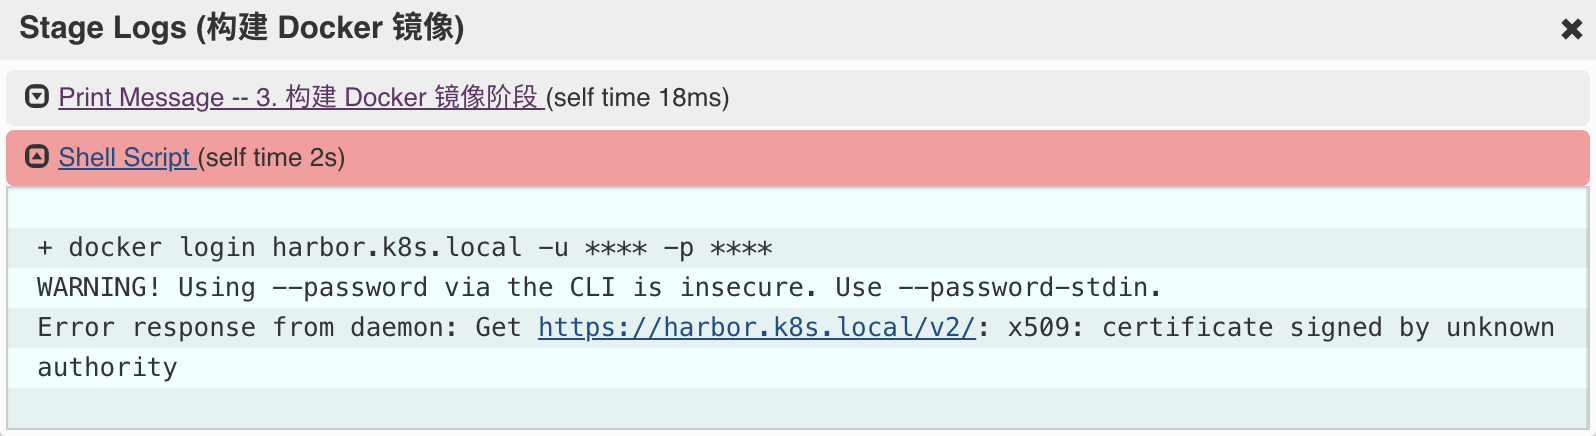 Stage Logs (构建 Docker 镜像)
Print Message -- 3. 构建 Docker 镜像阶段 (self time 18ms)
Shell Script (self time 2s)
+ docker login harbor.k8s.local -u **** -p ****
WARNING! Using --password via the CLI is insecure. Use --password-stdin.
Error response from daemon: Get https://harbor.k8s.local/v2/: x509: certificate signed by unknown
authority